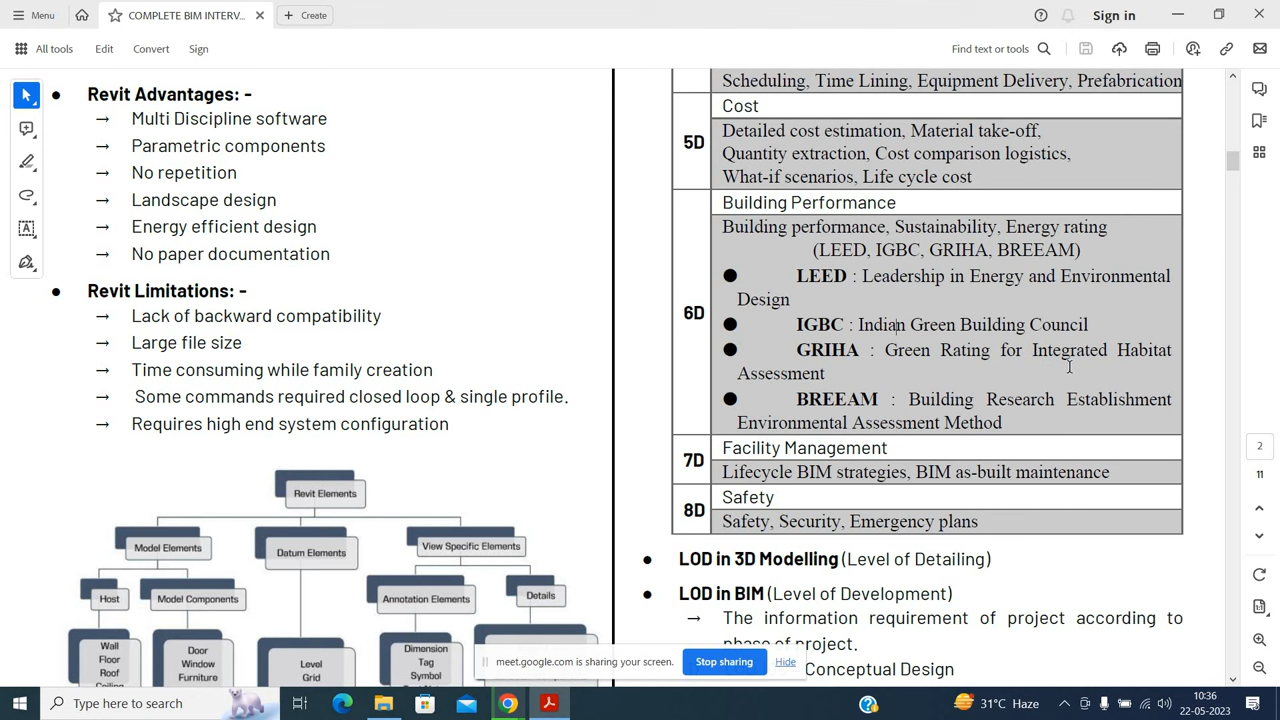 Menu
COMPLETE BIM INTERV...
Create
Sign in
All tools
Edit
Convert
Sign
Find text or tools
● Revit Advantages: -
→ Multi Discipline software
→ Parametric components
→ No repetition
→ Landscape design
→ Energy efficient design
→ No paper documentation
● Revit Limitations: -
→ Lack of backward compatibility
→ Large file size
→ Time consuming while family creation
→ Some commands required closed loop & single profile.
→ Requires high end system configuration
Revit Elements
Model Elements
Datum Elements
View Specific Elements
Host
Model Components
Annotation Elements
Details
Wall
Floor
Roof
Ceiling
Door
Window
Furniture
Level
Grid
Dimension
Tag
Symbol
Scheduling, Time Lining, Equipment Delivery, Prefabrication
5D
Cost
Detailed cost estimation, Material take-off,
Quantity extraction, Cost comparison logistics,
What-if scenarios, Life cycle cost
6D
Building Performance
Building performance, Sustainability, Energy rating
(LEED, IGBC, GRIHA, BREEAM)
● LEED : Leadership in Energy and Environmental
Design
● IGBC : Indian Green Building Council
● GRIHA : Green Rating for Integrated Habitat
Assessment
● BREEAM : Building Research Establishment
Environmental Assessment Method
7D
Facility Management
Lifecycle BIM strategies, BIM as-built maintenance
8D
Safety
Safety, Security, Emergency plans
● LOD in 3D Modelling (Level of Detailing)
● LOD in BIM (Level of Development)
→ The information requirement of project according to
phase of project.
Conceptual Design
2
11
meet.google.com is sharing your screen.
Stop sharing
Hide
Type here to search
31°C Haze
10:36
22-05-2023